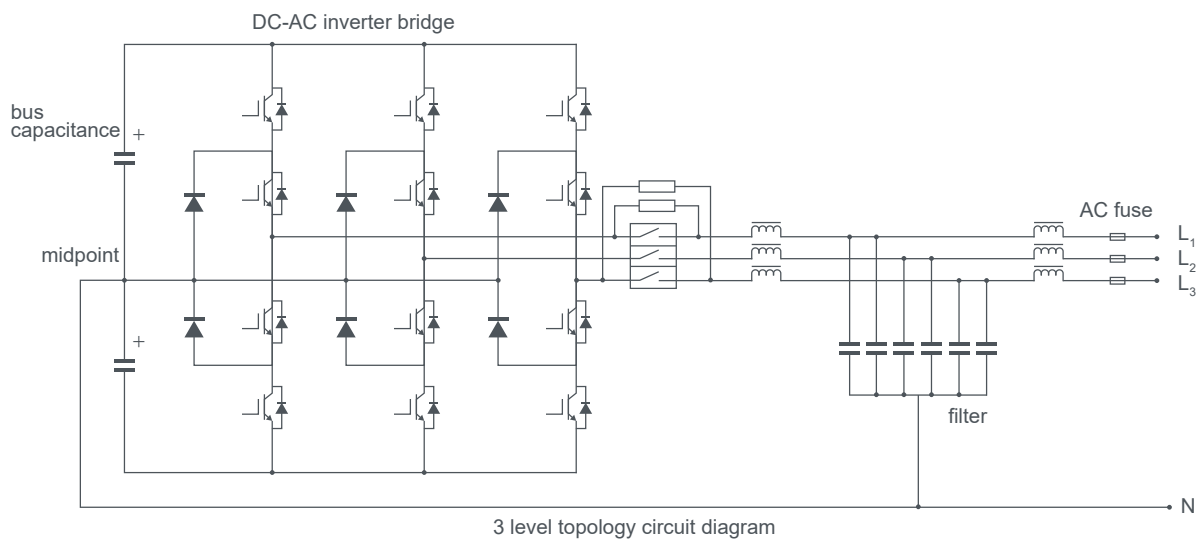 DC-AC inverter bridge
bus
capacitance
+
midpoint
+
AC fuse
L1
L2
L3
filter
N
3 level topology circuit diagram